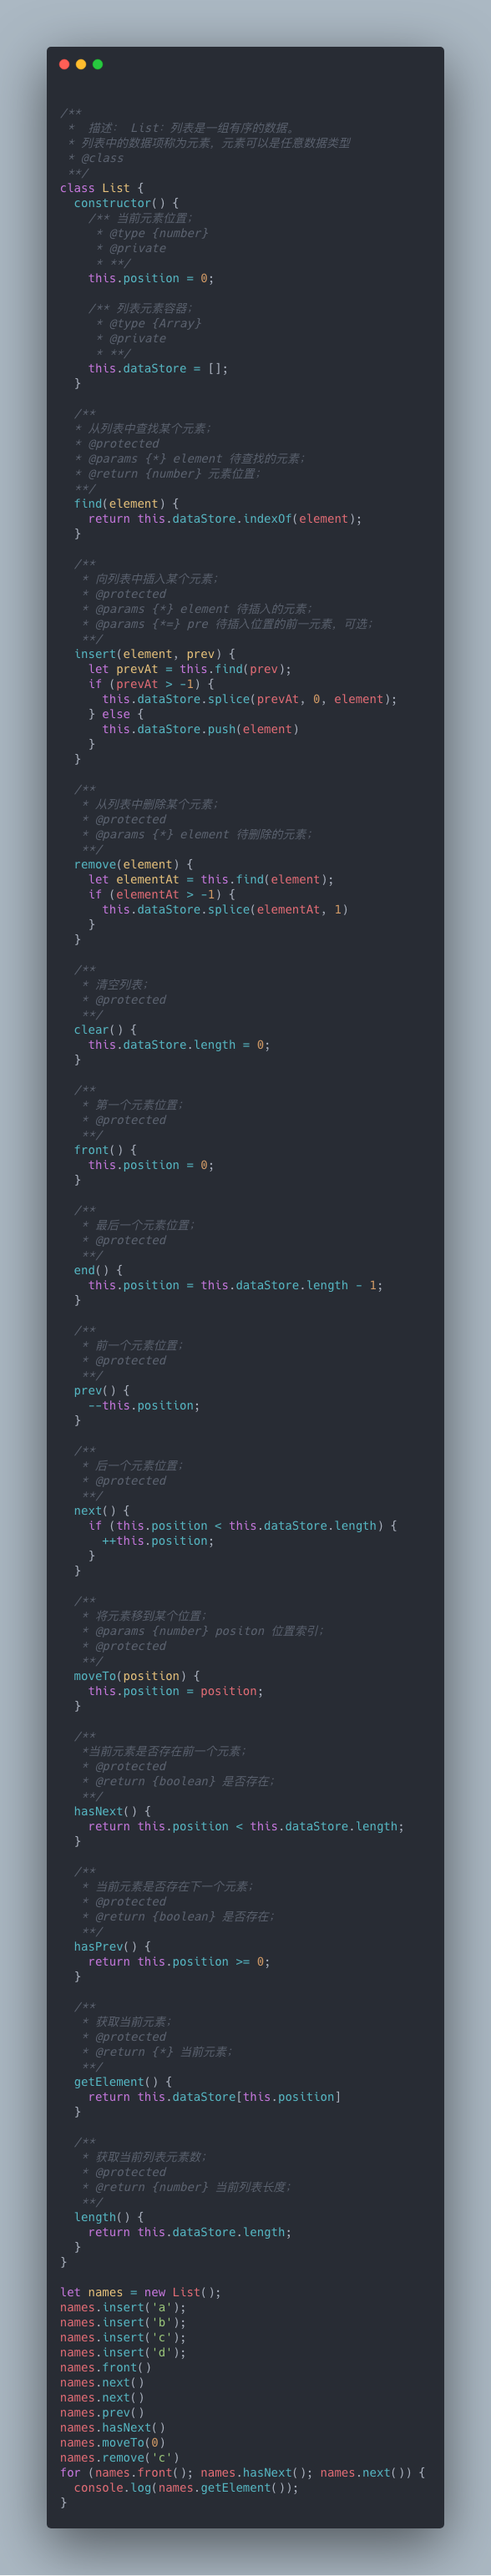 /**
 *  描述： List：列表是一组有序的数据。
 * 列表中的数据项称为元素，元素可以是任意数据类型
 * @class
 **/
class List {
  constructor() {
    /** 当前元素位置；
     * @type {number}
     * @private
     * **/
    this.position = 0;

    /** 列表元素容器；
     * @type {Array}
     * @private
     * **/
    this.dataStore = [];
  }

  /**
  * 从列表中查找某个元素；
  * @protected
  * @params {*} element 待查找的元素；
  * @return {number} 元素位置；
  **/
  find(element) {
    return this.dataStore.indexOf(element);
  }

  /**
   * 向列表中插入某个元素；
   * @protected
   * @params {*} element 待插入的元素；
   * @params {*=} pre 待插入位置的前一元素，可选；
   **/
  insert(element, prev) {
    let prevAt = this.find(prev);
    if (prevAt > -1) {
      this.dataStore.splice(prevAt, 0, element);
    } else {
      this.dataStore.push(element)
    }
  }

  /**
   * 从列表中删除某个元素；
   * @protected
   * @params {*} element 待删除的元素；
   **/
  remove(element) {
    let elementAt = this.find(element);
    if (elementAt > -1) {
      this.dataStore.splice(elementAt, 1)
    }
  }

  /**
   * 清空列表；
   * @protected
   **/
  clear() {
    this.dataStore.length = 0;
  }

  /**
   * 第一个元素位置；
   * @protected
   **/
  front() {
    this.position = 0;
  }

  /**
   * 最后一个元素位置；
   * @protected
   **/
  end() {
    this.position = this.dataStore.length - 1;
  }

  /**
   * 前一个元素位置；
   * @protected
   **/
  prev() {
    --this.position;
  }

  /**
   * 后一个元素位置；
   * @protected
   **/
  next() {
    if (this.position < this.dataStore.length) {
      ++this.position;
    }
  }

  /**
   * 将元素移到某个位置；
   * @params {number} positon 位置索引；
   * @protected
   **/
  moveTo(position) {
    this.position = position;
  }

  /**
   *当前元素是否存在前一个元素；
   * @protected
   * @return {boolean} 是否存在；
   **/
  hasNext() {
    return this.position < this.dataStore.length;
  }

  /**
   * 当前元素是否存在下一个元素；
   * @protected
   * @return {boolean} 是否存在；
   **/
  hasPrev() {
    return this.position >= 0;
  }

  /**
   * 获取当前元素；
   * @protected
   * @return {*} 当前元素；
   **/
  getElement() {
    return this.dataStore[this.position]
  }

  /**
   * 获取当前列表元素数；
   * @protected
   * @return {number} 当前列表长度；
   **/
  length() {
    return this.dataStore.length;
  }
}

let names = new List();
names.insert('a');
names.insert('b');
names.insert('c');
names.insert('d');
names.front()
names.next()
names.next()
names.prev()
names.hasNext()
names.moveTo(0)
names.remove('c')
for (names.front(); names.hasNext(); names.next()) {
  console.log(names.getElement());
}